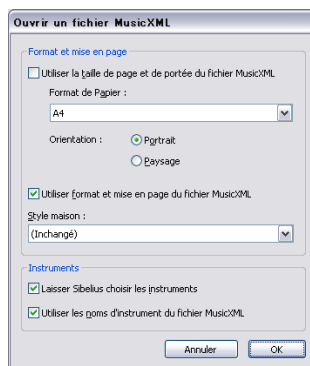 Ouvrir un fichier MusicXML
Format et mise en page
Utiliser la taille de page et de portée du fichier MusicXML
Format de Papier :
A4
Orientation :
Portrait
Paysage
Utiliser format et mise en page du fichier MusicXML
Style maison :
(Inchangé)
Instruments
Laisser Sibelius choisir les instruments
Utiliser les noms d'instrument du fichier MusicXML
Annuler
OK